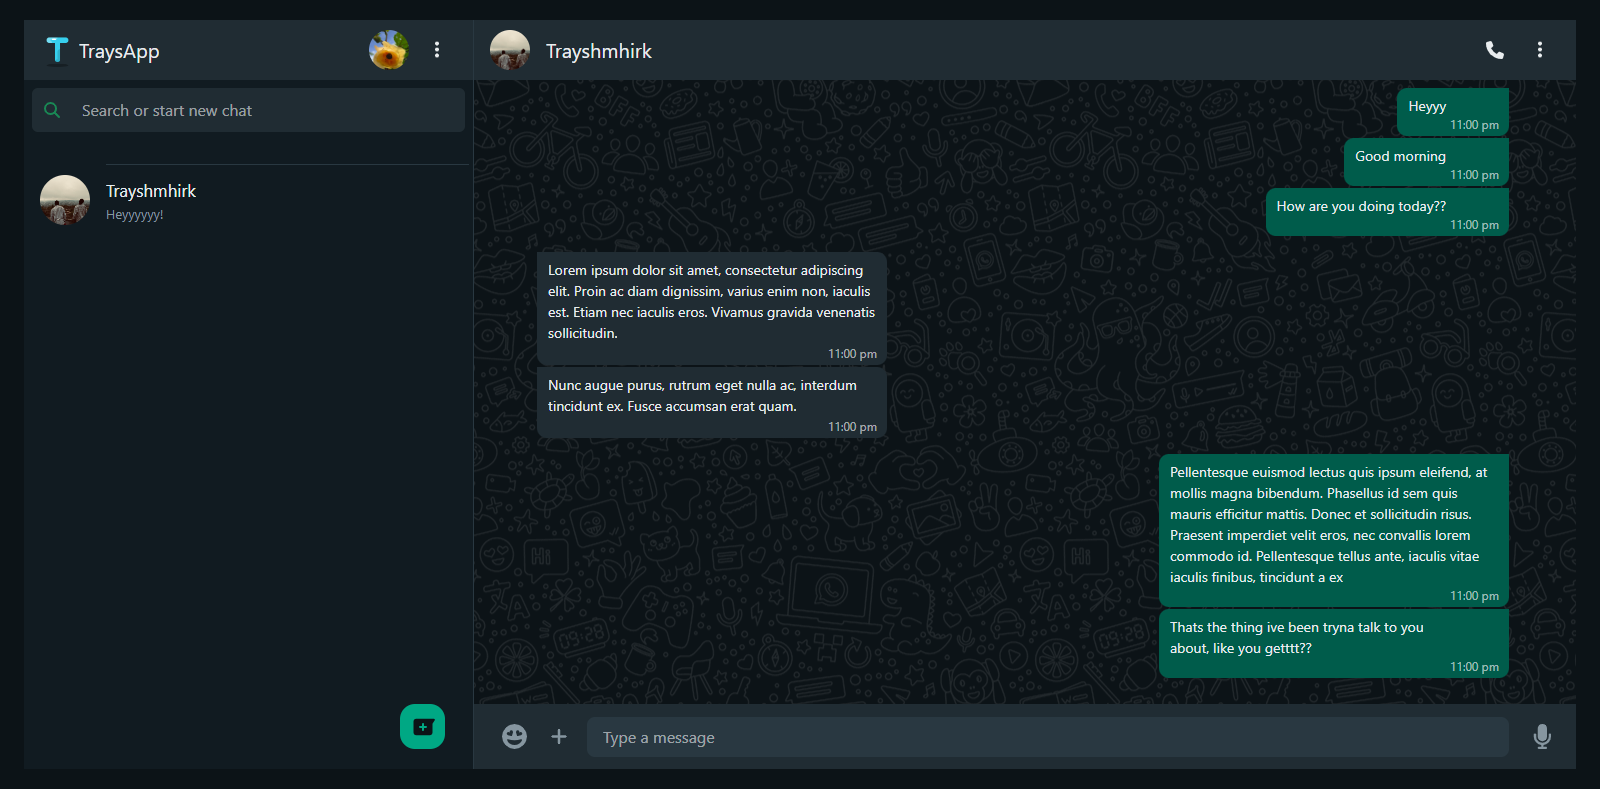 TraysApp
Search or start new chat
Trayshmhirk
Heyyyyyy!
Trayshmhirk
Heyyy
11:00 pm
Good morning
11:00 pm
How are you doing today??
11:00 pm
Lorem ipsum dolor sit amet, consectetur adipiscing
elit. Proin ac diam dignissim, varius enim non, iaculis
est. Etiam nec iaculis eros. Vivamus gravida venenatis
sollicitudin.
11:00 pm
Nunc augue purus, rutrum eget nulla ac, interdum
tincidunt ex. Fusce accumsan erat quam.
11:00 pm
Pellentesque euismod lectus quis ipsum eleifend, at
mollis magna bibendum. Phasellus id sem quis
mauris efficitur mattis. Donec et sollicitudin risus.
Praesent imperdiet velit eros, nec convallis lorem
commodo id. Pellentesque tellus ante, iaculis vitae
iaculis finibus, tincidunt a ex
11:00 pm
Thats the thing ive been tryna talk to you
about, like you getttt??
11:00 pm
Hi
Hi
09:28
09:28
Type a message